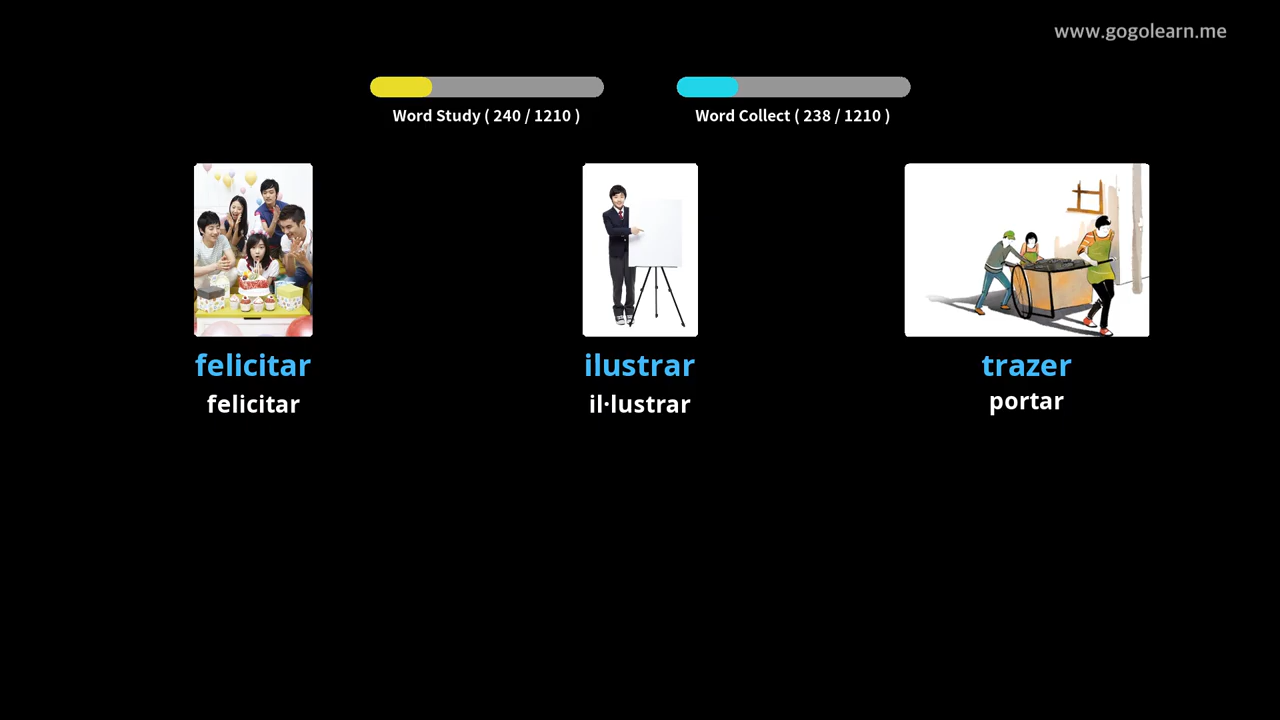 www.gogolearn.me
Word Study ( 240 / 1210 )
Word Collect ( 238 / 1210 )
felicitar
felicitar
ilustrar
il·lustrar
trazer
portar